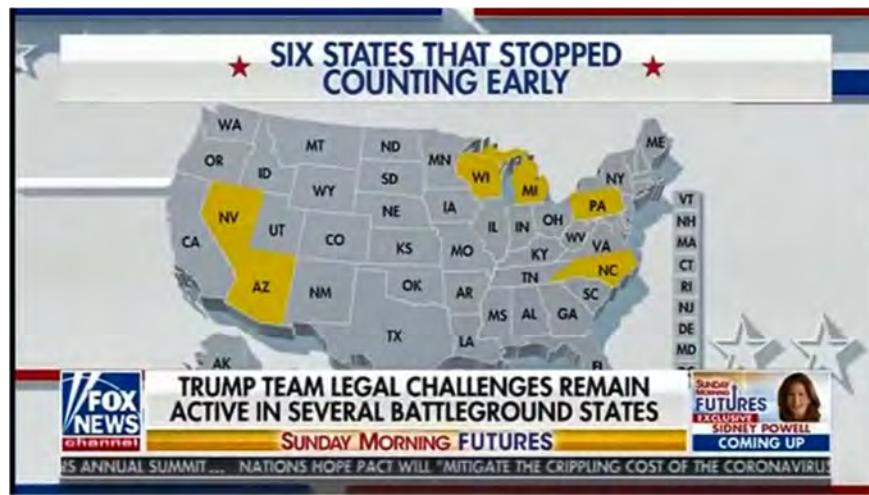 SIX STATES THAT STOPPED
COUNTING EARLY
WA
MT
ND
MN
ME
OR
ID
SD
WI
MI
NY
WY
NV
NE
IA
PA
VT
UT
IL
IN
OH
NH
CA
CO
KS
MO
WV
VA
MA
KY
CT
AZ
NM
OK
TN
NC
RI
AR
SC
NJ
MS
AL
GA
DE
TX
LA
MD
AK
FOX
NEWS
channel
TRUMP TEAM LEGAL CHALLENGES REMAIN
ACTIVE IN SEVERAL BATTLEGROUND STATES
SUNDAY MORNING FUTURES
SUNDAY
MORNING
FUTURES
EXCLUSIVE
SIDNEY POWELL
COMING UP
ANNUAL SUMMIT... NATIONS HOPE PACT WILL "MITIGATE THE CRIPPLING COST OF THE CORONAVIRUS